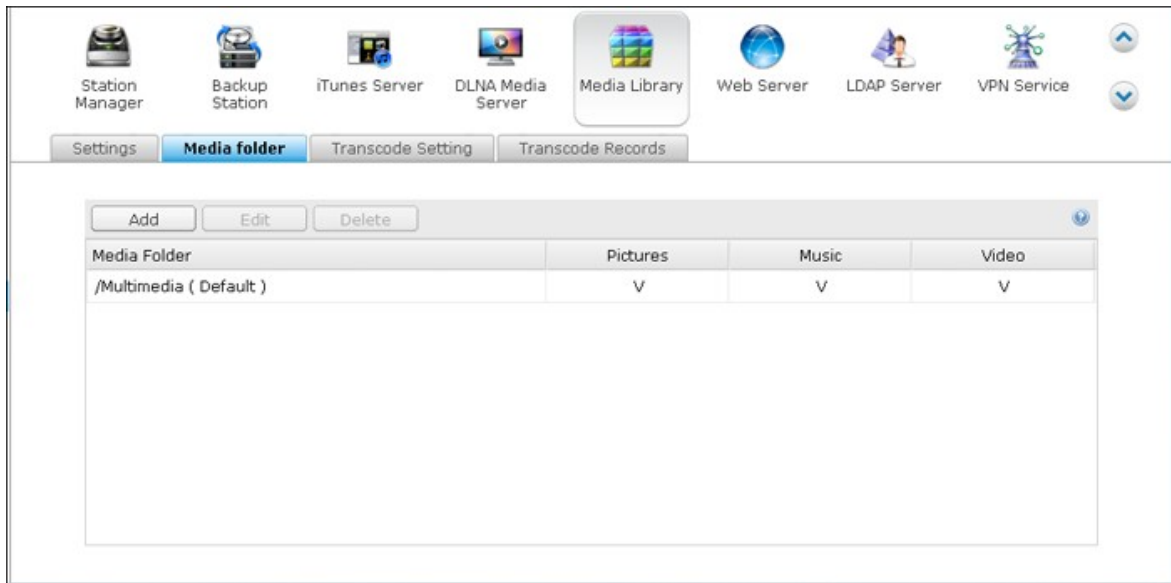 Station Manager
Backup Station
iTunes Server
DLNA Media Server
Media Library
Web Server
LDAP Server
VPN Service
Settings
Media folder
Transcode Setting
Transcode Records
Add
Edit
Delete
Media Folder Pictures Music Video
/Multimedia ( Default ) V V V